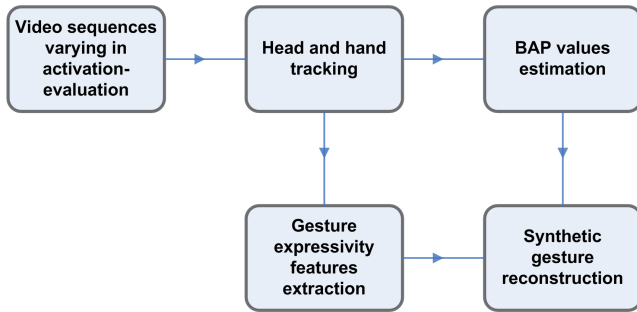 Video sequences
varying in
activation-
evaluation
Head and hand
tracking
BAP values
estimation
Gesture
expressivity
features
extraction
Synthetic
gesture
reconstruction